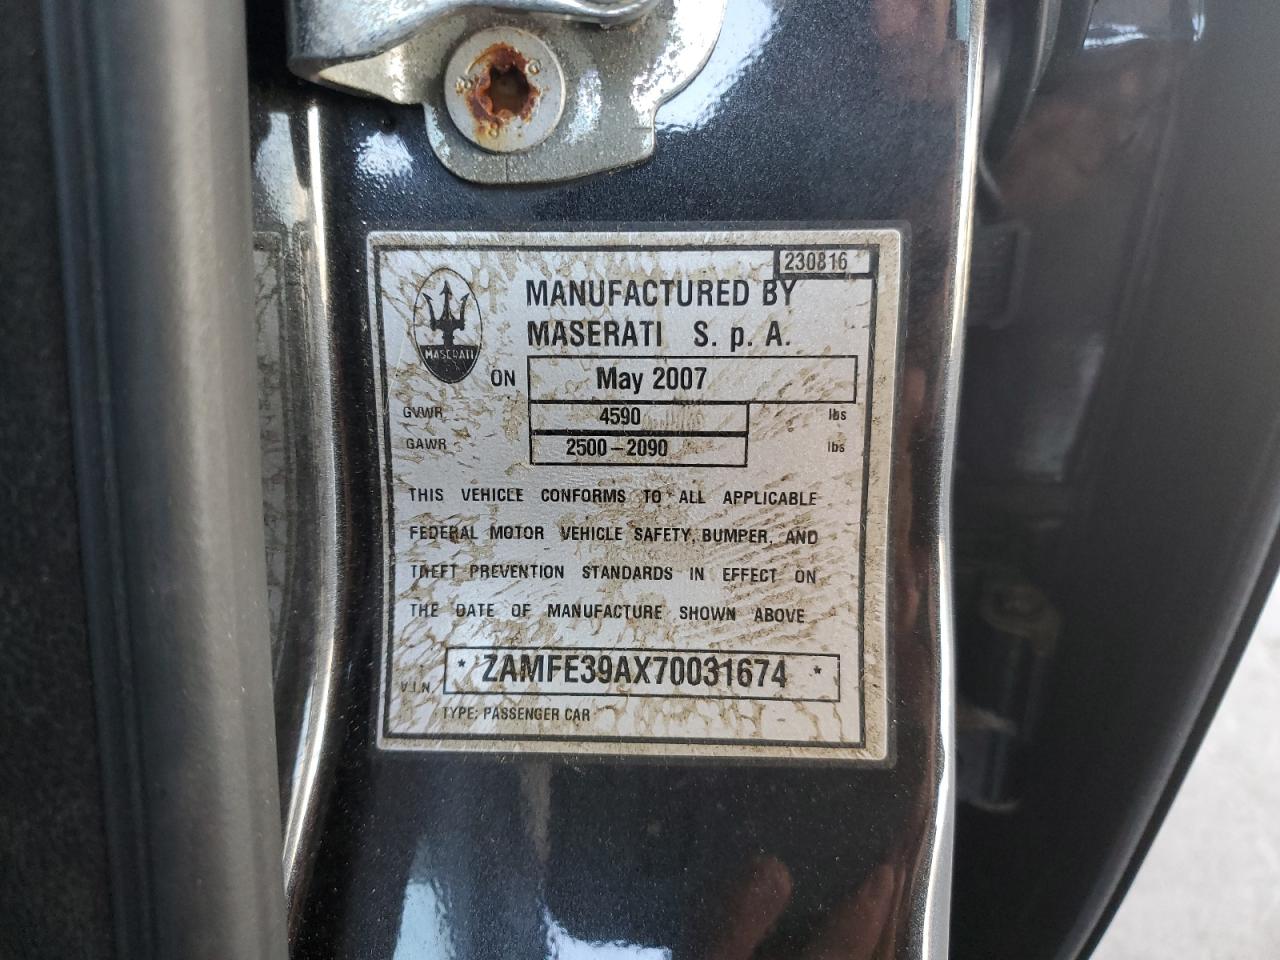 230816
MANUFACTURED BY
MASERATI S. p. A.
MASERATI
ON May 2007
GVWR 4590 lbs
GAWR 2500-2090 lbs
THIS VEHICLE CONFORMS TO ALL APPLICABLE
FEDERAL MOTOR VEHICLE SAFETY, BUMPER, AND
THEFT PREVENTION STANDARDS IN EFFECT ON
THE DATE OF MANUFACTURE SHOWN ABOVE
V.I.N. * ZAMFE39AX70031674 *
TYPE: PASSENGER CAR